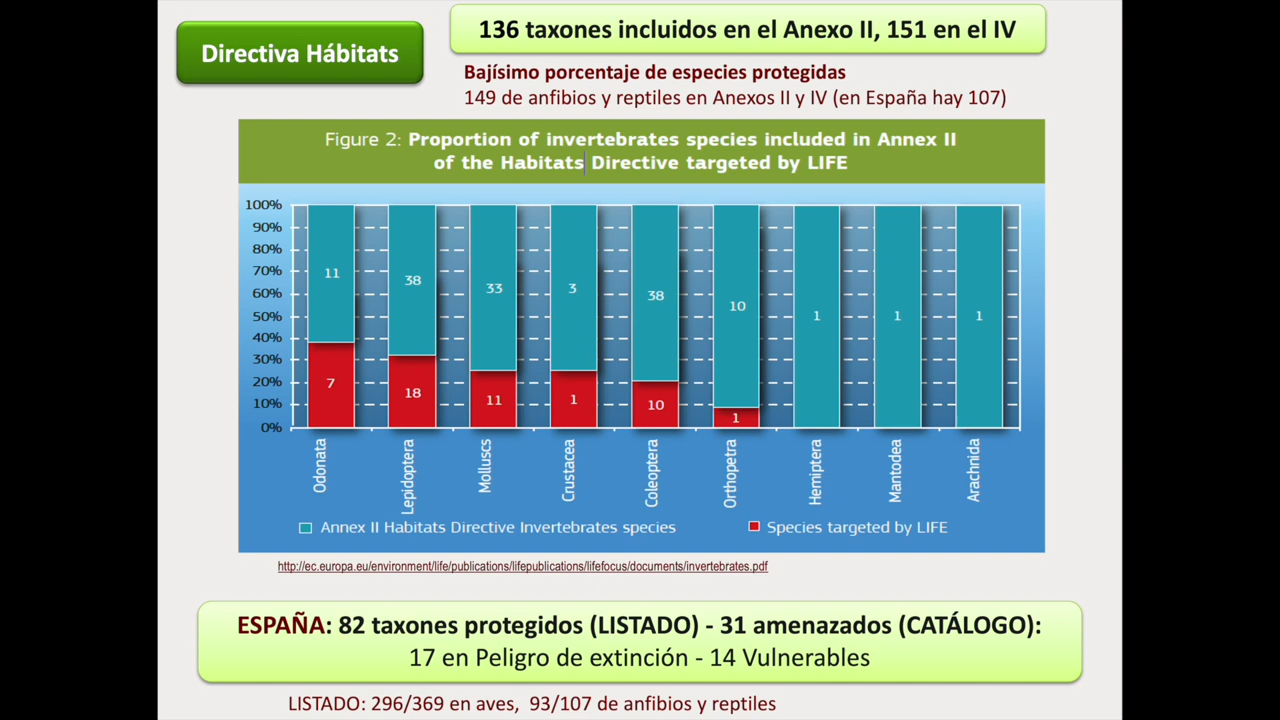 Directiva Hábitats
136 taxones incluidos en el Anexo II, 151 en el IV
Bajísimo porcentaje de especies protegidas
149 de anfibios y reptiles en Anexos II y IV (en España hay 107)
Figure 2: Proportion of invertebrates species included in Annex II
of the Habitats Directive targeted by LIFE
100%
90%
80%
70%
60%
50%
40%
30%
20%
10%
0%
11
38
33
3
38
10
1
1
1
7
18
11
1
10
1
Odonata
Lepidoptera
Molluscs
Crustacea
Coleoptera
Orthopetra
Hemiptera
Mantodea
Arachnida
Annex II Habitats Directive Invertebrates species
Species targeted by LIFE
http://ec.europa.eu/environment/life/publications/lifepublications/lifefocus/documents/invertebrates.pdf
ESPAÑA: 82 taxones protegidos (LISTADO) - 31 amenazados (CATÁLOGO):
17 en Peligro de extinción - 14 Vulnerables
LISTADO: 296/369 en aves, 93/107 de anfibios y reptiles